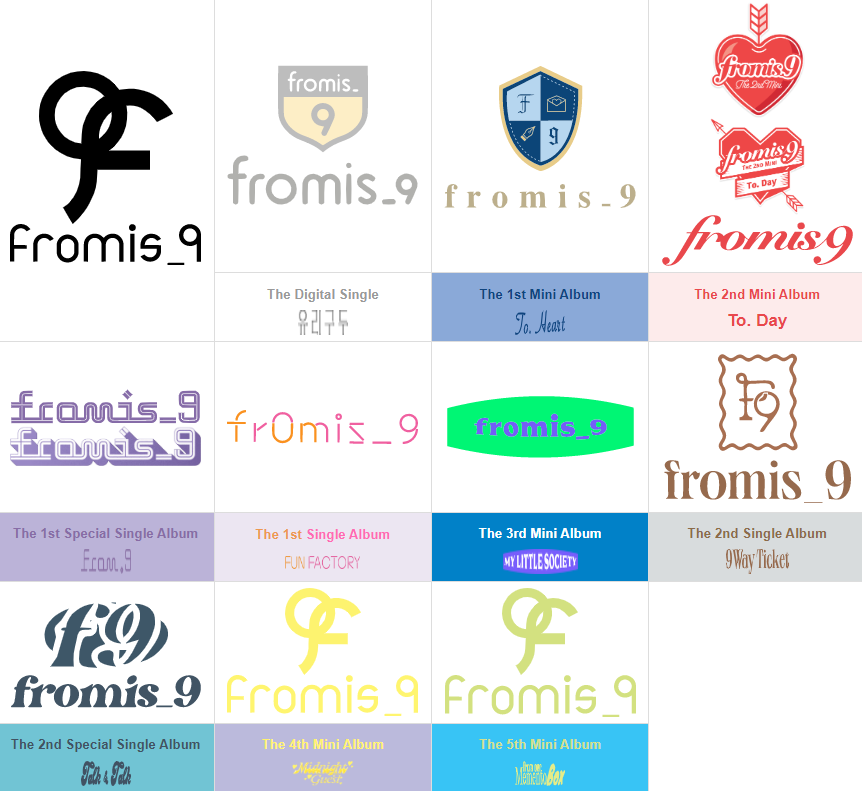 fromis_9
fromis_
9
fromis_9
The Digital Single
유리구두
F
9
fromis_9
The 1st Mini Album
To. Heart
fromis9
The 2nd Mini
fromis9
THE 2ND MINI
To. Day
fromis9
The 2nd Mini Album
To. Day
fromis_9
fromis_9
The 1st Special Single Album
From.9
fromis_9
The 1st Single Album
FUN FACTORY
fromis_9
The 3rd Mini Album
MY LITTLE SOCIETY
f9
fromis_9
The 2nd Single Album
9 Way Ticket
f9
fromis_9
The 2nd Special Single Album
Talk & Talk
fromis_9
The 4th Mini Album
Midnight
Guest
fromis_9
The 5th Mini Album
from our
Memento Box